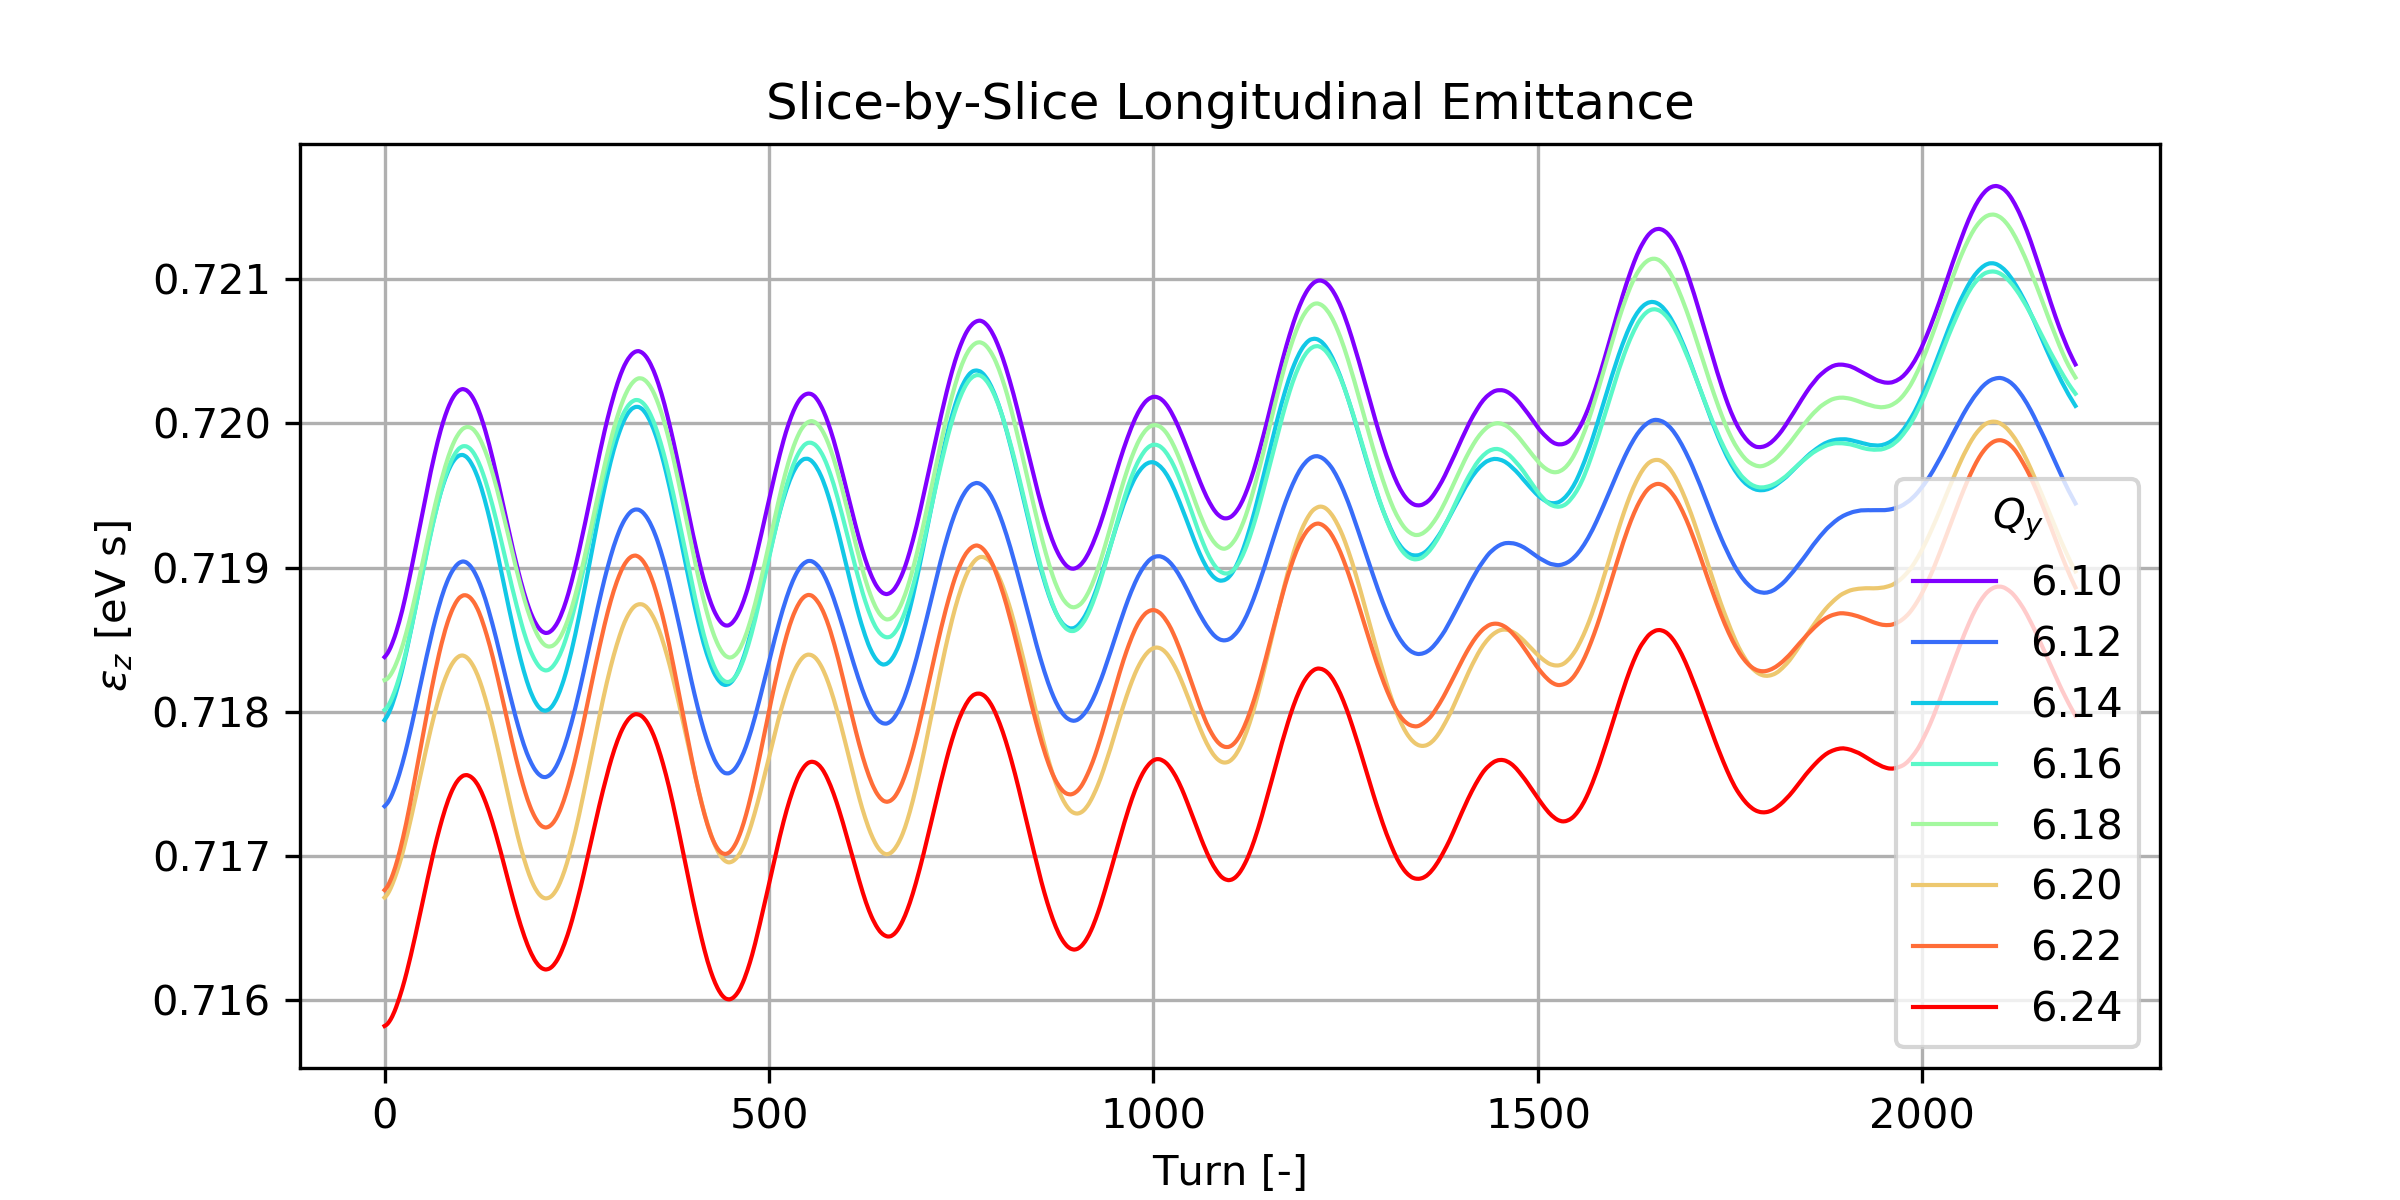 Slice-by-Slice Longitudinal Emittance
ε_z [eV s]
0.721
0.720
0.719
0.718
0.717
0.716
0 500 1000 1500 2000
Turn [-]
Q_y
6.10
6.12
6.14
6.16
6.18
6.20
6.22
6.24